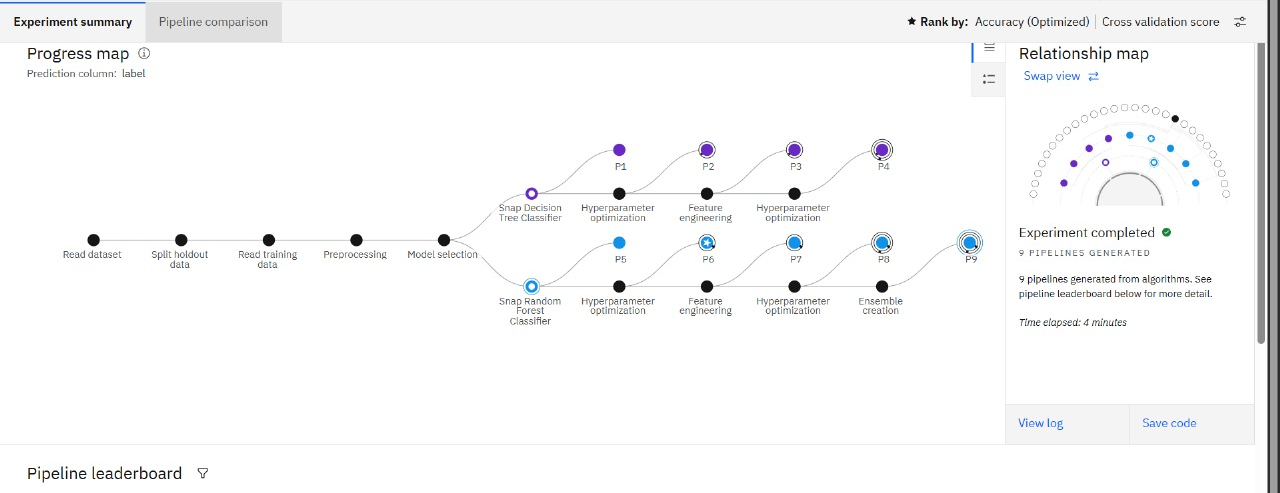 Experiment summary
Pipeline comparison
Rank by: Accuracy (Optimized) | Cross validation score
Progress map
Prediction column: label
P1
P2
P3
P4
Snap Decision
Tree Classifier
Hyperparameter
optimization
Feature
engineering
Hyperparameter
optimization
Read dataset
Split holdout
data
Read training
data
Preprocessing
Model selection
P5
P6
P7
P8
P9
Snap Random
Forest
Classifier
Hyperparameter
optimization
Feature
engineering
Hyperparameter
optimization
Ensemble
creation
Relationship map
Swap view
Experiment completed
9 PIPELINES GENERATED
9 pipelines generated from algorithms. See
pipeline leaderboard below for more detail.
Time elapsed: 4 minutes
View log
Save code
Pipeline leaderboard